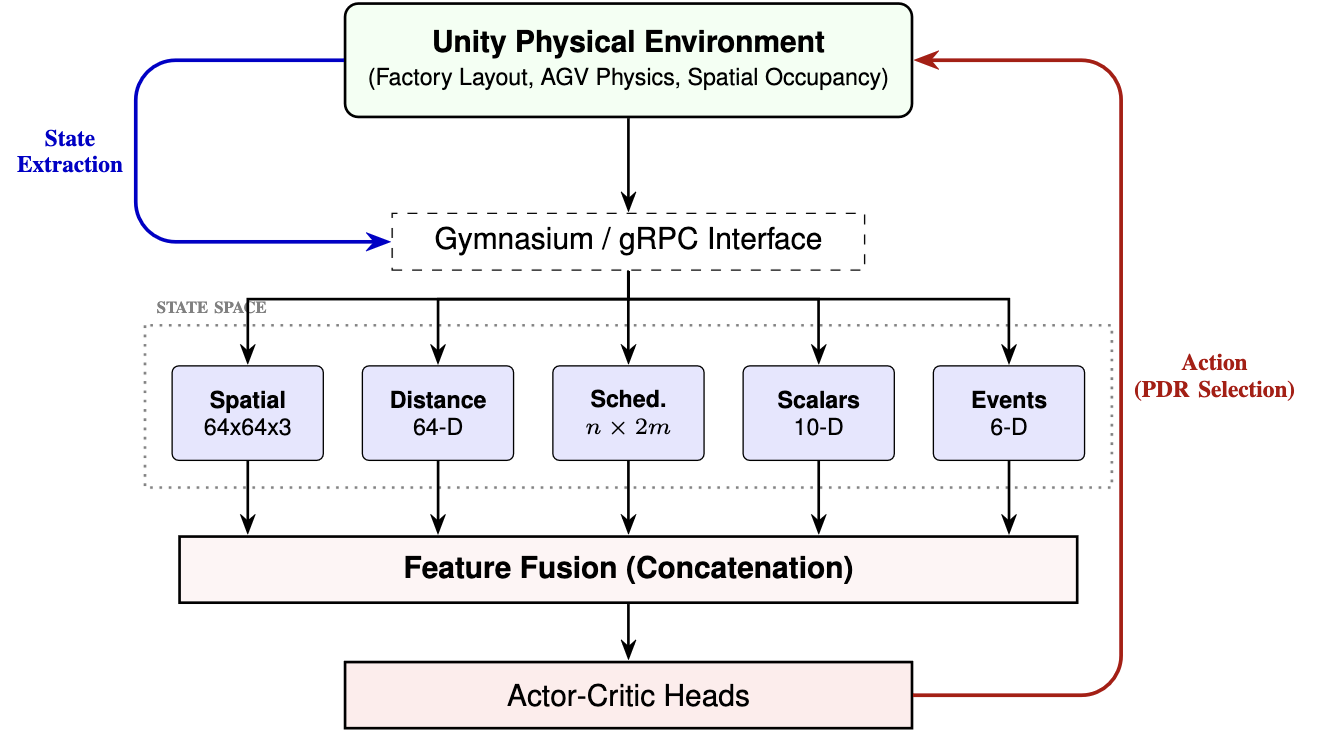 Unity Physical Environment
(Factory Layout, AGV Physics, Spatial Occupancy)
State
Extraction
Gymnasium / gRPC Interface
STATE SPACE
Spatial
64x64x3
Distance
64-D
Sched.
n × 2m
Scalars
10-D
Events
6-D
Action
(PDR Selection)
Feature Fusion (Concatenation)
Actor-Critic Heads